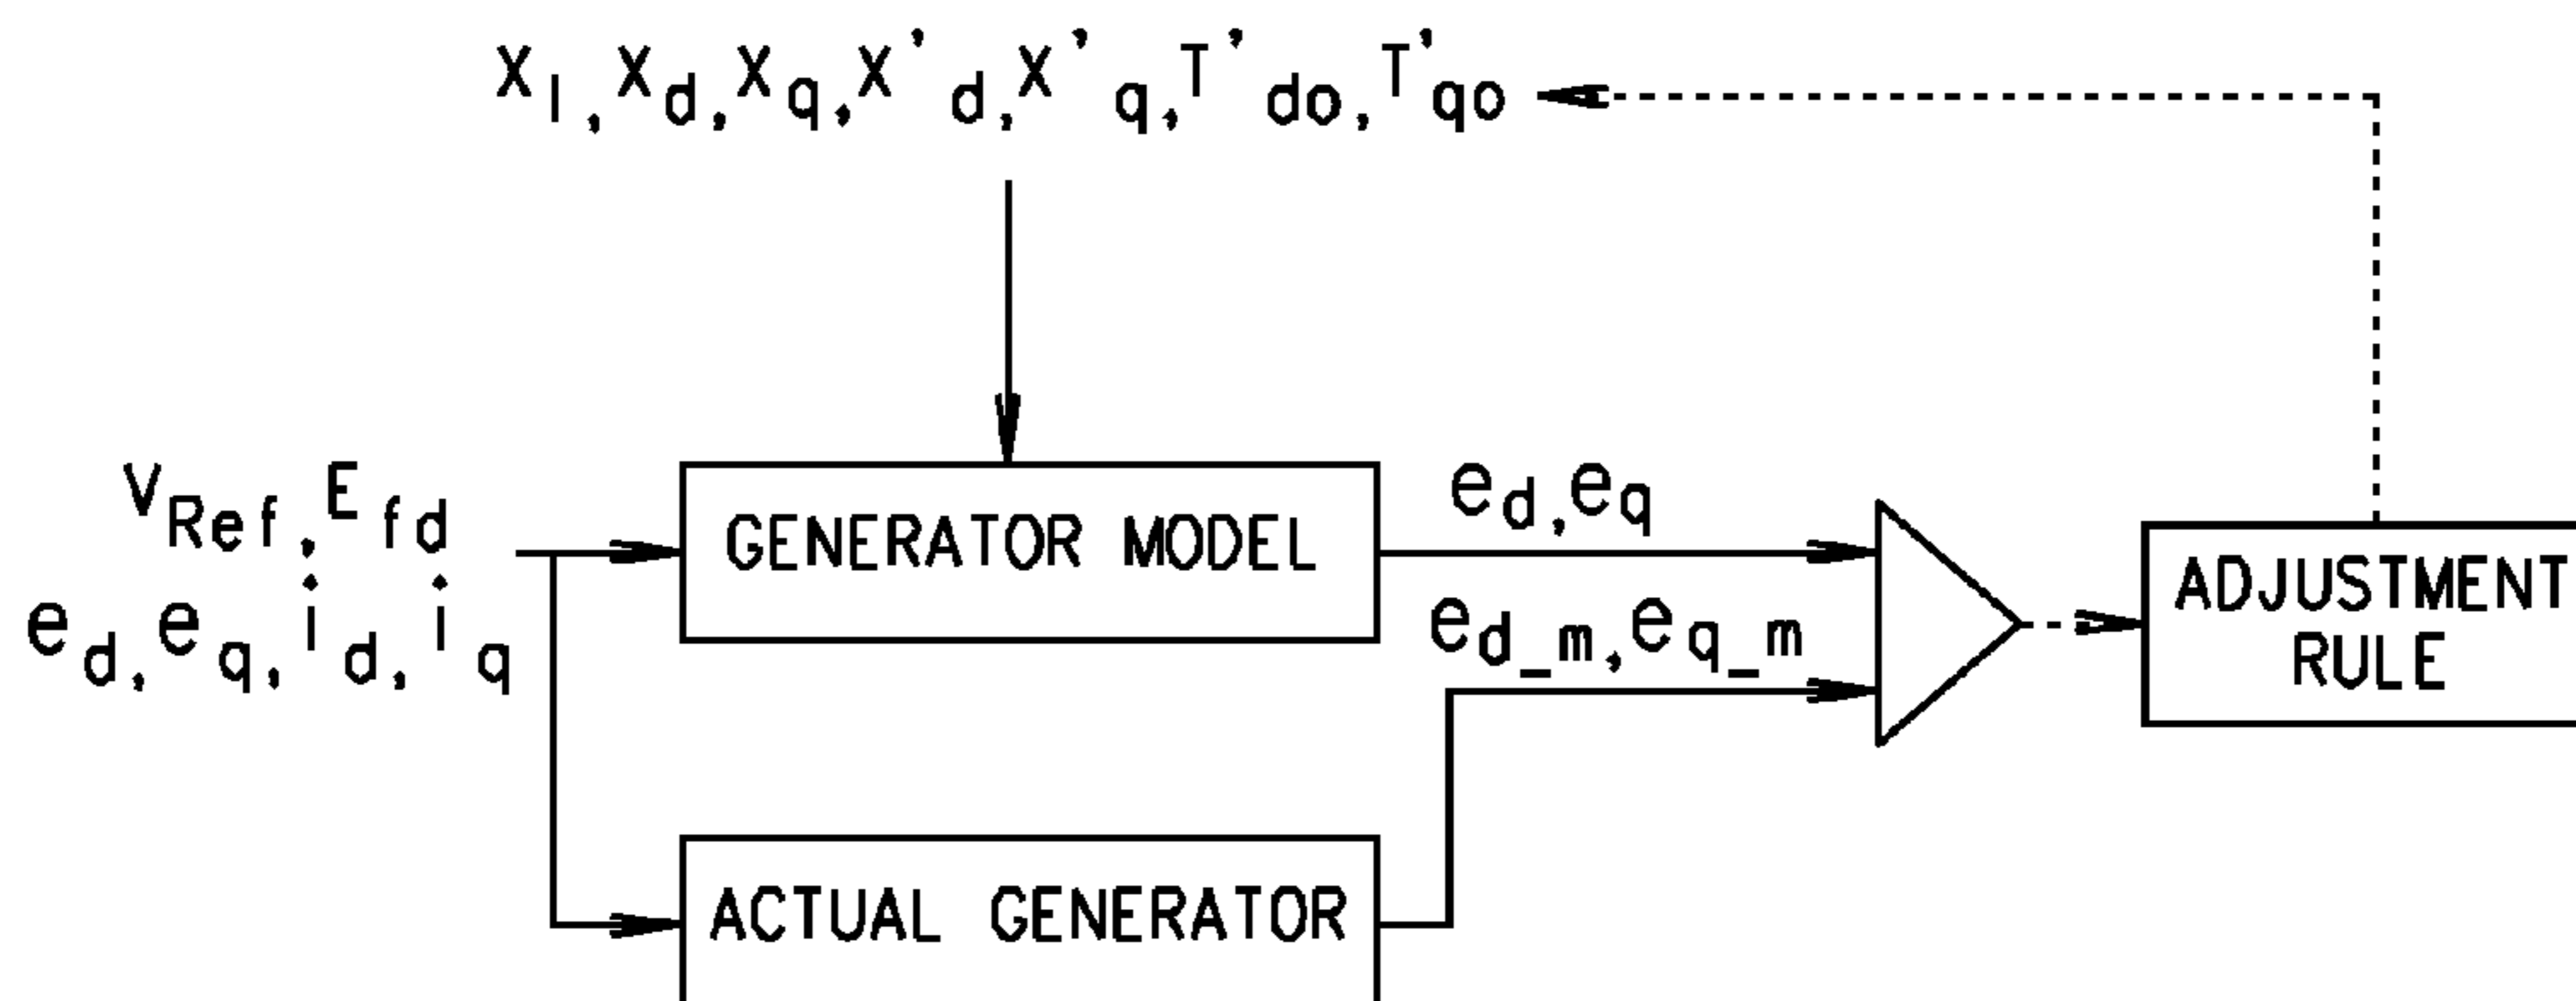 X_l, X_d, X_q, X'_d, X'_q, T'_do, T'_qo
V_Ref, E_fd
e_d, e_q, i_d, i_q
GENERATOR MODEL
e_d, e_q
e_d_m, e_q_m
ADJUSTMENT
RULE
ACTUAL GENERATOR